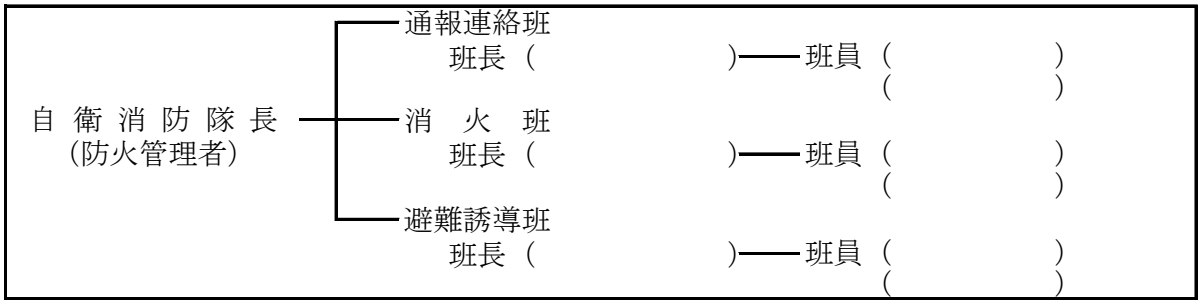 通報連絡班
班長（　　　　　　）班員（　　　　　）
（　　　　　）
自衛消防隊長　消　火　班
（防火管理者）　班長（　　　　　　）班員（　　　　　）
（　　　　　）
避難誘導班
班長（　　　　　　）班員（　　　　　）
（　　　　　）